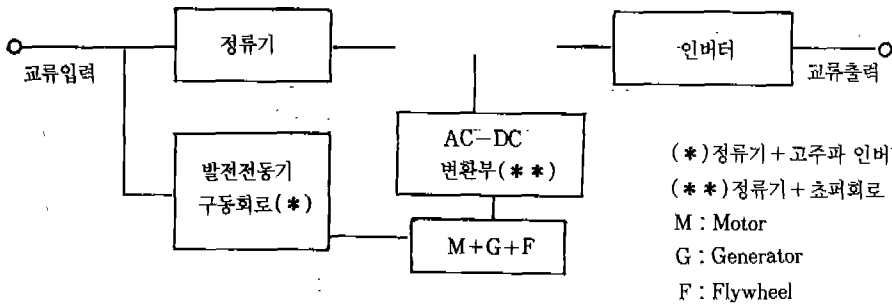 정류기
인버터
교류입력
교류출력
AC-DC
변환부(**)
발전전동기
구동회로(*)
M+G+F
(*)정류기+고주파 인버
(**)정류기+쵸퍼회로
M : Motor
G : Generator
F : Flywheel